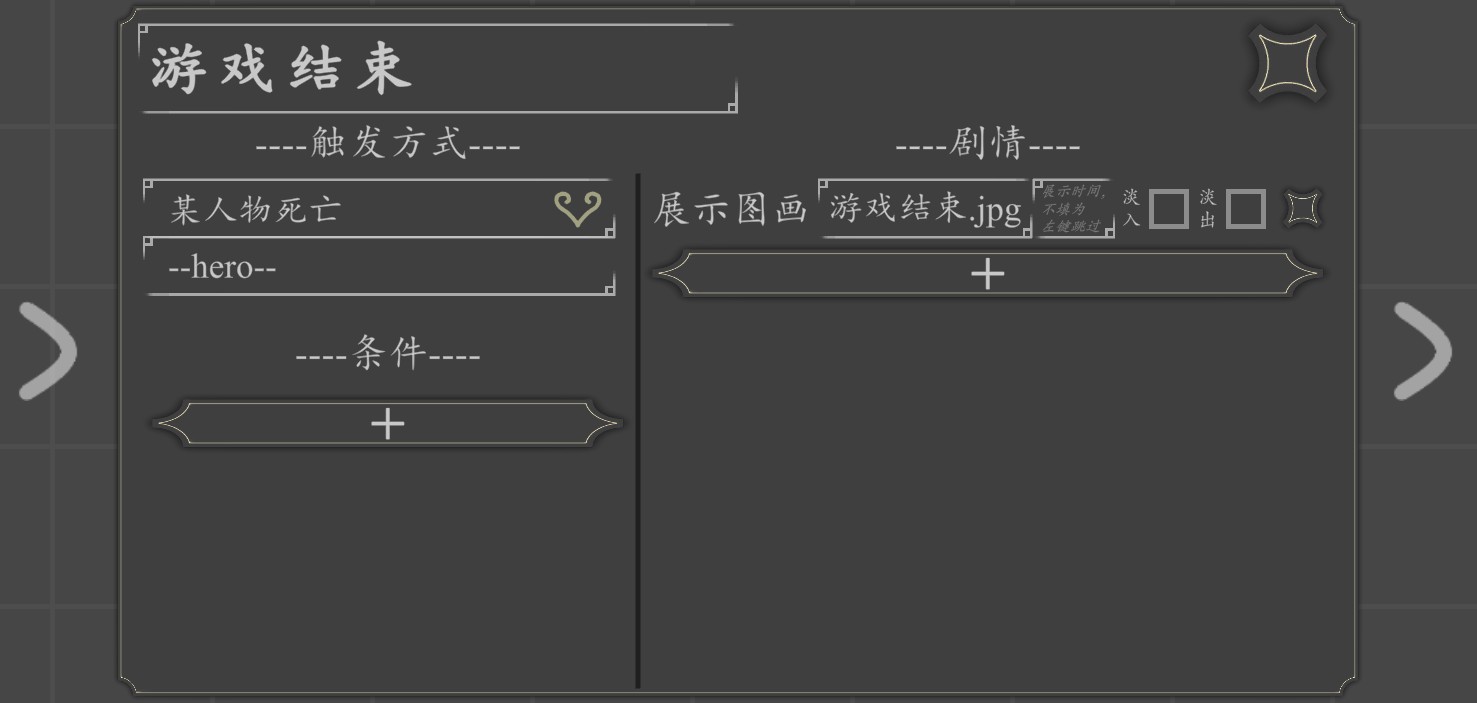 游戏结束
----触发方式----
某人物死亡
--hero--
----条件----
+
----剧情----
展示图画 游戏结束.jpg 展示时间,
不填为
左键跳过
淡入
淡出
+